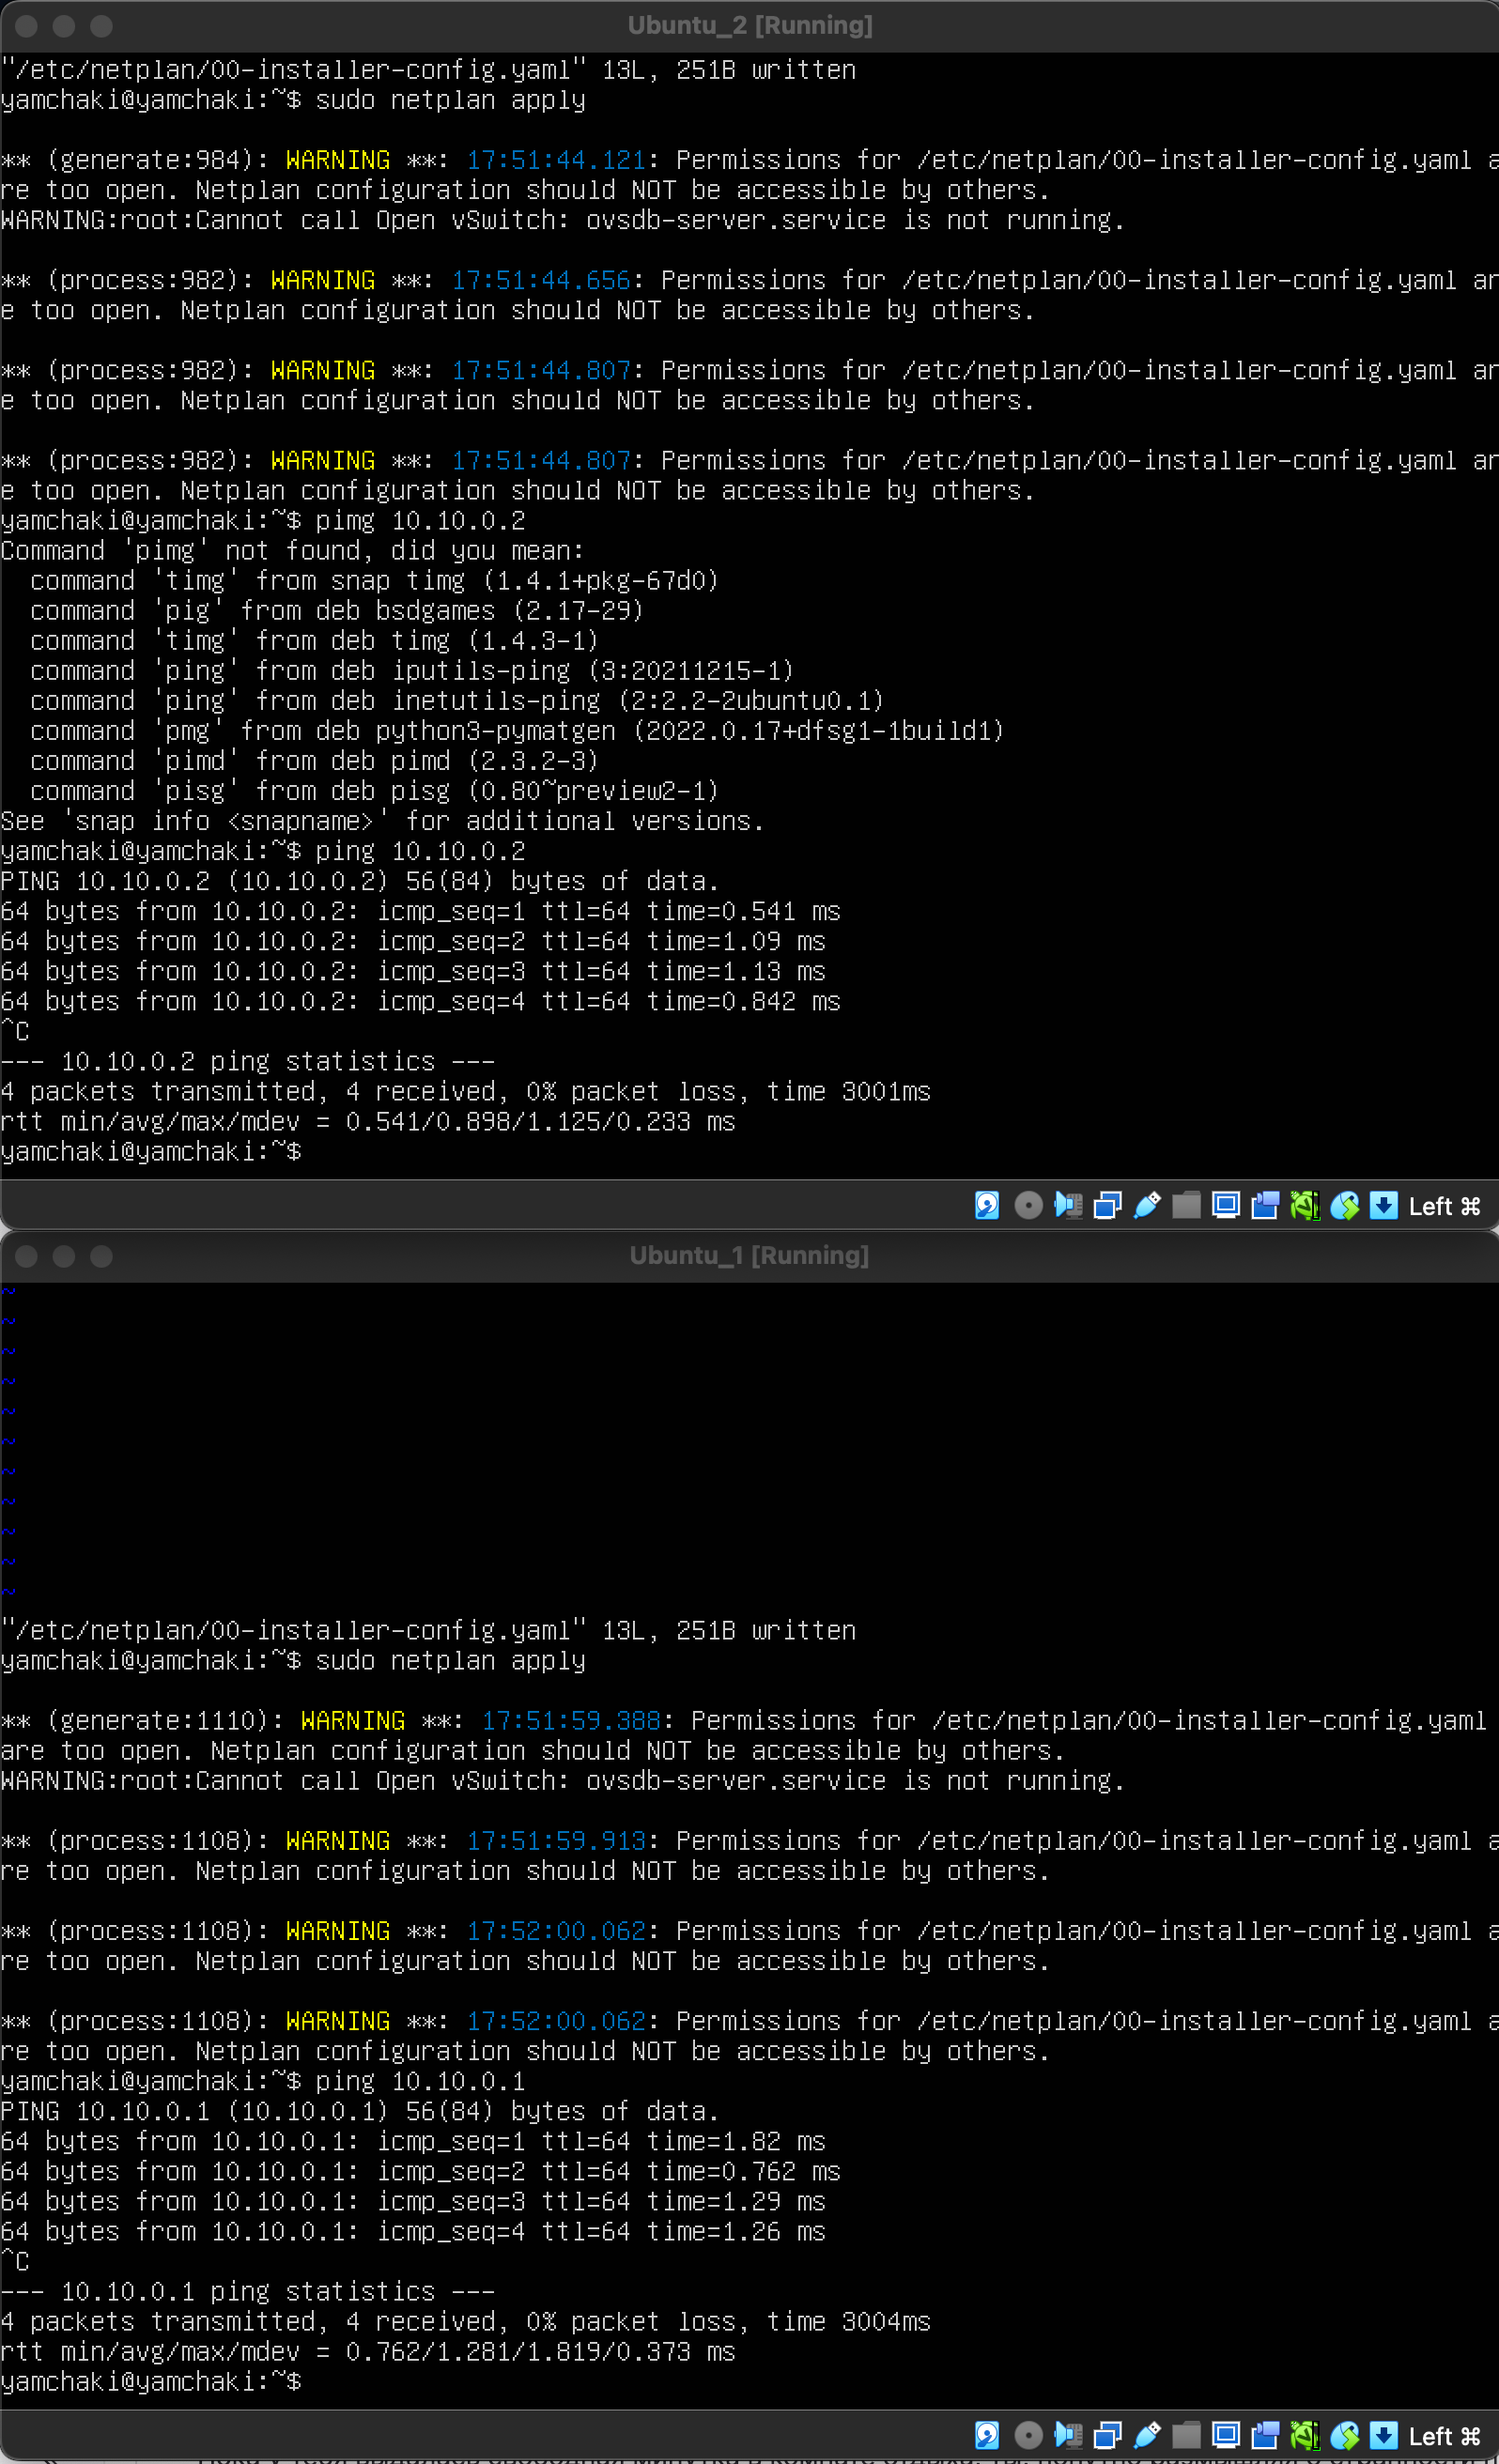 Ubuntu_2 [Running]
"/etc/netplan/00-installer-config.yaml" 13L, 251B written
yamchaki@yamchaki:~$ sudo netplan apply
** (generate:984): WARNING **: 17:51:44.121: Permissions for /etc/netplan/00-installer-config.yaml a
re too open. Netplan configuration should NOT be accessible by others.
WARNING:root:Cannot call Open vSwitch: ovsdb-server.service is not running.
** (process:982): WARNING **: 17:51:44.656: Permissions for /etc/netplan/00-installer-config.yaml ar
e too open. Netplan configuration should NOT be accessible by others.
** (process:982): WARNING **: 17:51:44.807: Permissions for /etc/netplan/00-installer-config.yaml ar
e too open. Netplan configuration should NOT be accessible by others.
** (process:982): WARNING **: 17:51:44.807: Permissions for /etc/netplan/00-installer-config.yaml ar
e too open. Netplan configuration should NOT be accessible by others.
yamchaki@yamchaki:~$ pimg 10.10.0.2
Command 'pimg' not found, did you mean:
  command 'timg' from snap timg (1.4.1+pkg-67d0)
  command 'pig' from deb bsdgames (2.17-29)
  command 'timg' from deb timg (1.4.3-1)
  command 'ping' from deb iputils-ping (3:20211215-1)
  command 'ping' from deb inetutils-ping (2:2.2-2ubuntu0.1)
  command 'pmg' from deb python3-pymatgen (2022.0.17+dfsg1-1build1)
  command 'pimd' from deb pimd (2.3.2-3)
  command 'pisg' from deb pisg (0.80~preview2-1)
See 'snap info <snapname>' for additional versions.
yamchaki@yamchaki:~$ ping 10.10.0.2
PING 10.10.0.2 (10.10.0.2) 56(84) bytes of data.
64 bytes from 10.10.0.2: icmp_seq=1 ttl=64 time=0.541 ms
64 bytes from 10.10.0.2: icmp_seq=2 ttl=64 time=1.09 ms
64 bytes from 10.10.0.2: icmp_seq=3 ttl=64 time=1.13 ms
64 bytes from 10.10.0.2: icmp_seq=4 ttl=64 time=0.842 ms
^C
--- 10.10.0.2 ping statistics ---
4 packets transmitted, 4 received, 0% packet loss, time 3001ms
rtt min/avg/max/mdev = 0.541/0.898/1.125/0.233 ms
yamchaki@yamchaki:~$
Left ⌘
Ubuntu_1 [Running]
~
~
~
~
~
~
~
~
~
~
~
"/etc/netplan/00-installer-config.yaml" 13L, 251B written
yamchaki@yamchaki:~$ sudo netplan apply
** (generate:1110): WARNING **: 17:51:59.388: Permissions for /etc/netplan/00-installer-config.yaml
are too open. Netplan configuration should NOT be accessible by others.
WARNING:root:Cannot call Open vSwitch: ovsdb-server.service is not running.
** (process:1108): WARNING **: 17:51:59.913: Permissions for /etc/netplan/00-installer-config.yaml a
re too open. Netplan configuration should NOT be accessible by others.
** (process:1108): WARNING **: 17:52:00.062: Permissions for /etc/netplan/00-installer-config.yaml a
re too open. Netplan configuration should NOT be accessible by others.
** (process:1108): WARNING **: 17:52:00.062: Permissions for /etc/netplan/00-installer-config.yaml a
re too open. Netplan configuration should NOT be accessible by others.
yamchaki@yamchaki:~$ ping 10.10.0.1
PING 10.10.0.1 (10.10.0.1) 56(84) bytes of data.
64 bytes from 10.10.0.1: icmp_seq=1 ttl=64 time=1.82 ms
64 bytes from 10.10.0.1: icmp_seq=2 ttl=64 time=0.762 ms
64 bytes from 10.10.0.1: icmp_seq=3 ttl=64 time=1.29 ms
64 bytes from 10.10.0.1: icmp_seq=4 ttl=64 time=1.26 ms
^C
--- 10.10.0.1 ping statistics ---
4 packets transmitted, 4 received, 0% packet loss, time 3004ms
rtt min/avg/max/mdev = 0.762/1.281/1.819/0.373 ms
yamchaki@yamchaki:~$
Left ⌘